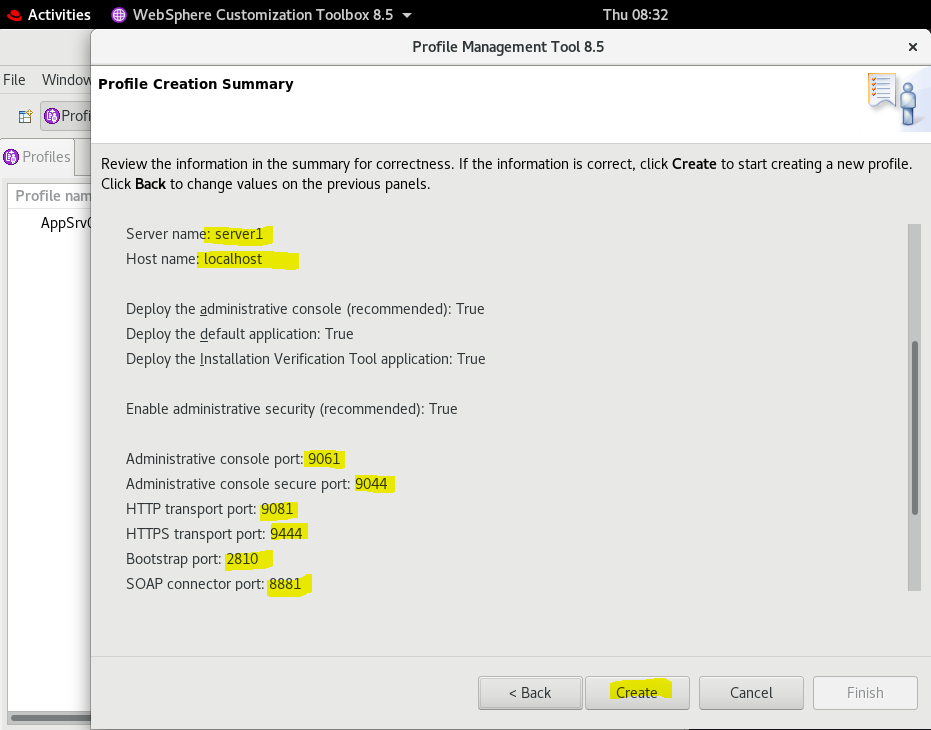 Activities WebSphere Customization Toolbox 8.5 Thu 08:32
Profile Management Tool 8.5 ×
File Window
Profile Creation Summary
Profi
Profiles
Review the information in the summary for correctness. If the information is correct, click Create to start creating a new profile.
Click Back to change values on the previous panels.
Profile nam
AppSrv
Server name: server1
Host name: localhost
Deploy the administrative console (recommended): True
Deploy the default application: True
Deploy the Installation Verification Tool application: True
Enable administrative security (recommended): True
Administrative console port: 9061
Administrative console secure port: 9044
HTTP transport port: 9081
HTTPS transport port: 9444
Bootstrap port: 2810
SOAP connector port: 8881
< Back Create Cancel Finish